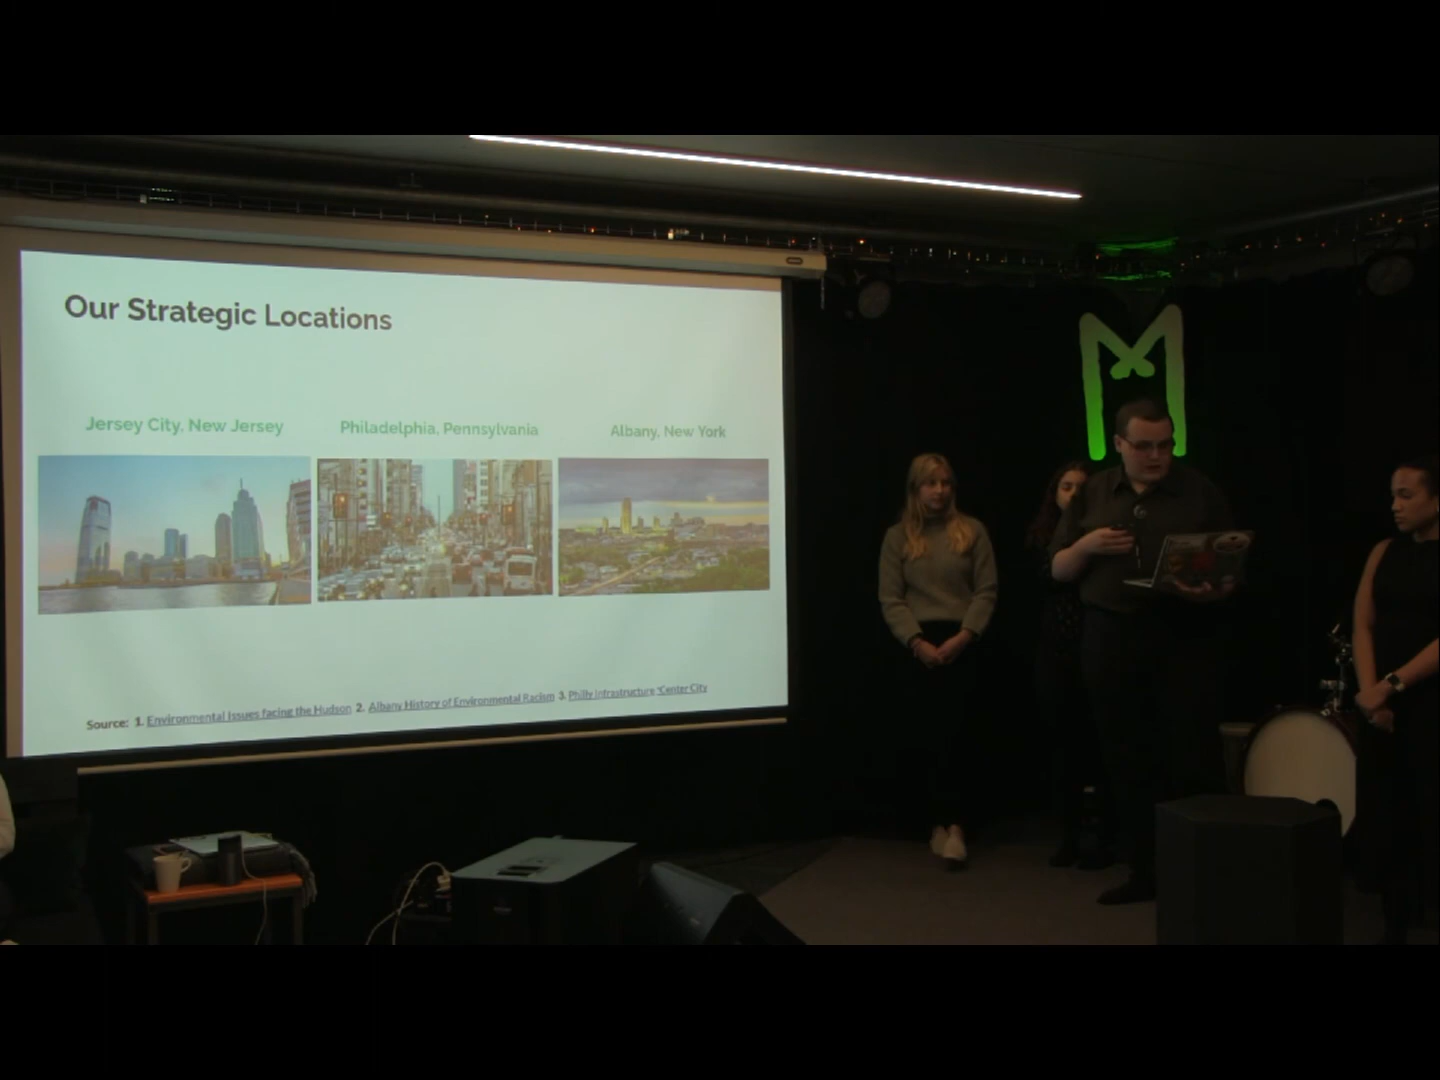 Our Strategic Locations
Jersey City, New Jersey
Philadelphia, Pennsylvania
Albany, New York
Source: 1. Environmental Issues facing the Hudson 2. Albany History of Environmental Racism 3. Philly Infrastructure 'Center City